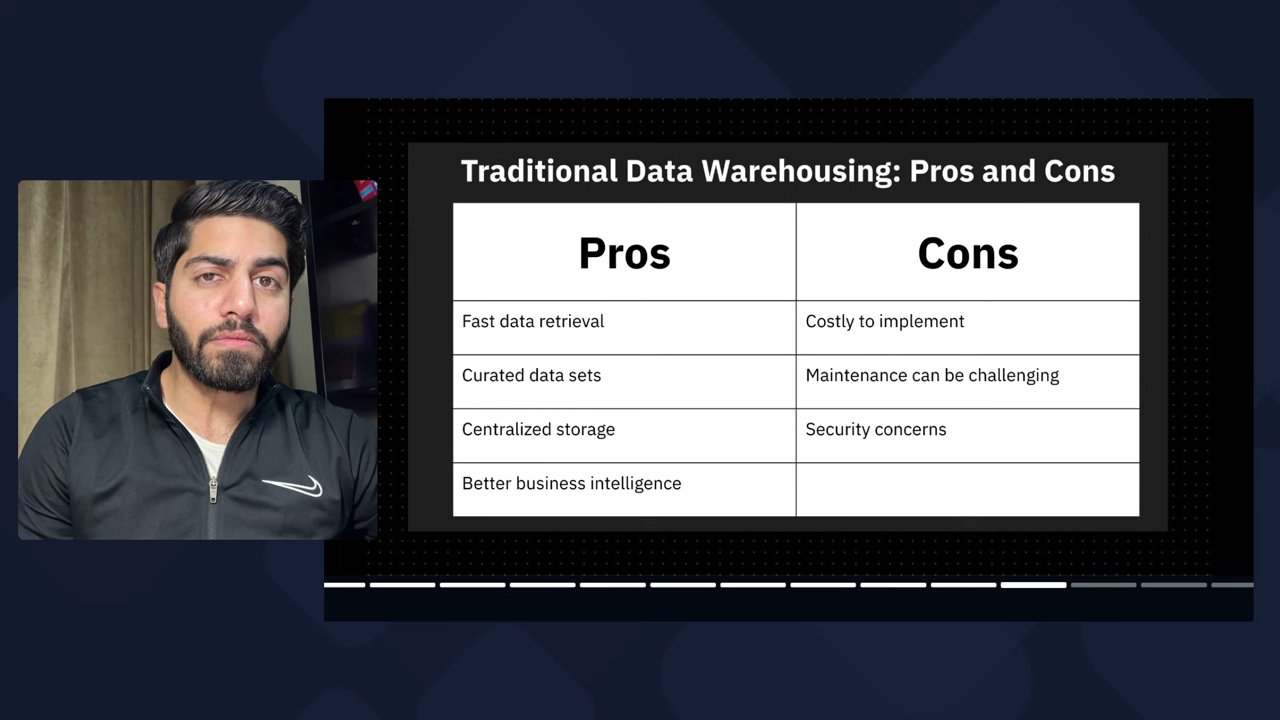 Traditional Data Warehousing: Pros and Cons
Pros
Cons
Fast data retrieval
Costly to implement
Curated data sets
Maintenance can be challenging
Centralized storage
Security concerns
Better business intelligence